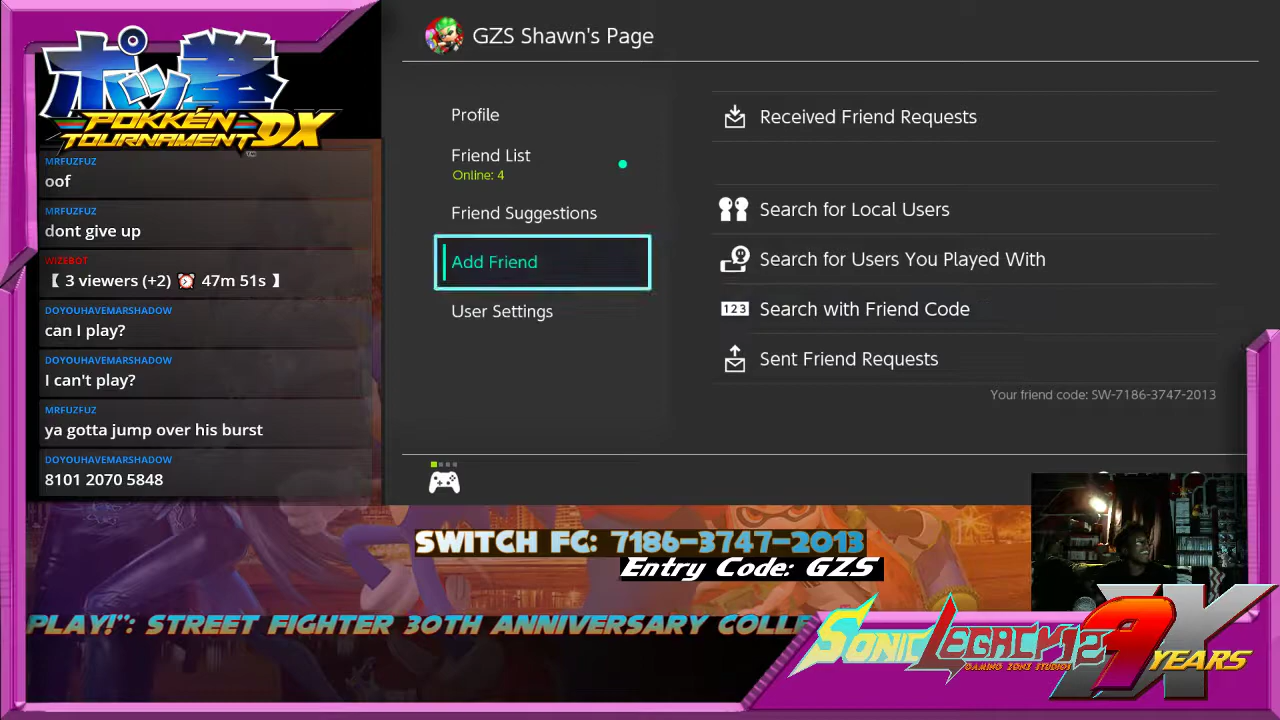 ポッ拳
POKKÉN
TOURNAMENT DX
MRFUZFUZ
oof
MRFUZFUZ
dont give up
WIZEBOT
【 3 viewers (+2) ⏰ 47m 51s 】
DOYOUHAVEMARSHADOW
can I play?
DOYOUHAVEMARSHADOW
I can't play?
MRFUZFUZ
ya gotta jump over his burst
DOYOUHAVEMARSHADOW
8101 2070 5848
GZS Shawn's Page
Profile
Friend List
Online: 4
Friend Suggestions
Add Friend
User Settings
Received Friend Requests
Search for Local Users
Search for Users You Played With
123 Search with Friend Code
Sent Friend Requests
Your friend code: SW-7186-3747-2013
SWITCH FC: 7186-3747-2013
Entry Code: GZS
PLAY!": STREET FIGHTER 30TH ANNIVERSARY COLLE
SONIC LEGACY12
GAMING ZONE STUDIOS
9 YEARS